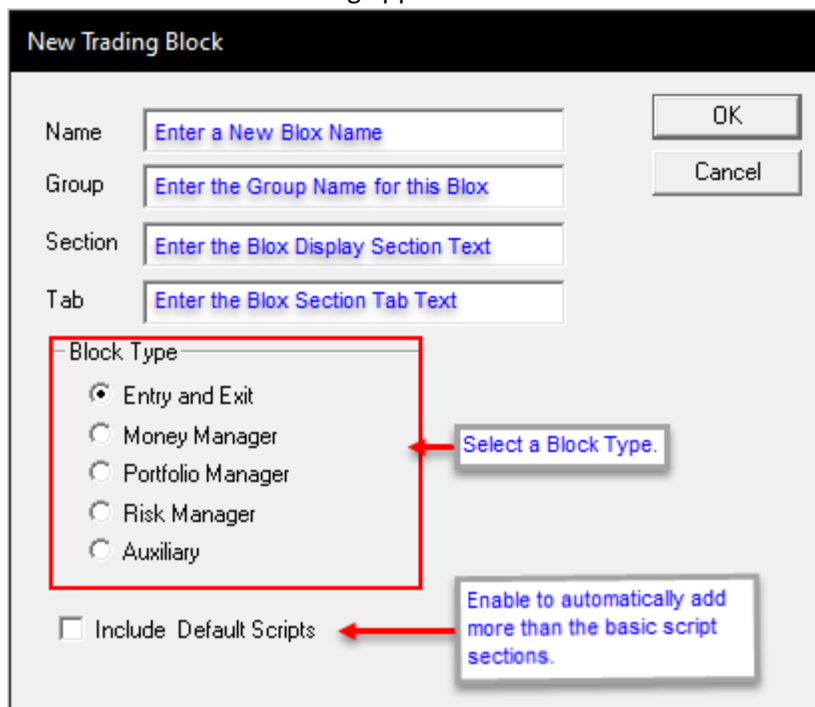 New Trading Block
Name Enter a New Blox Name
OK
Group Enter the Group Name for this Blox
Cancel
Section Enter the Blox Display Section Text
Tab Enter the Blox Section Tab Text
Block Type
Entry and Exit
Money Manager
Select a Block Type.
Portfolio Manager
Risk Manager
Auxiliary
Include Default Scripts
Enable to automatically add
more than the basic script
sections.